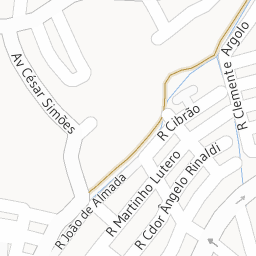 Av César Simões
R Clemente Argolo
R Cibrão
R João de Almada
R Martinho Lutero
R Cdor Ângelo Rinaldi